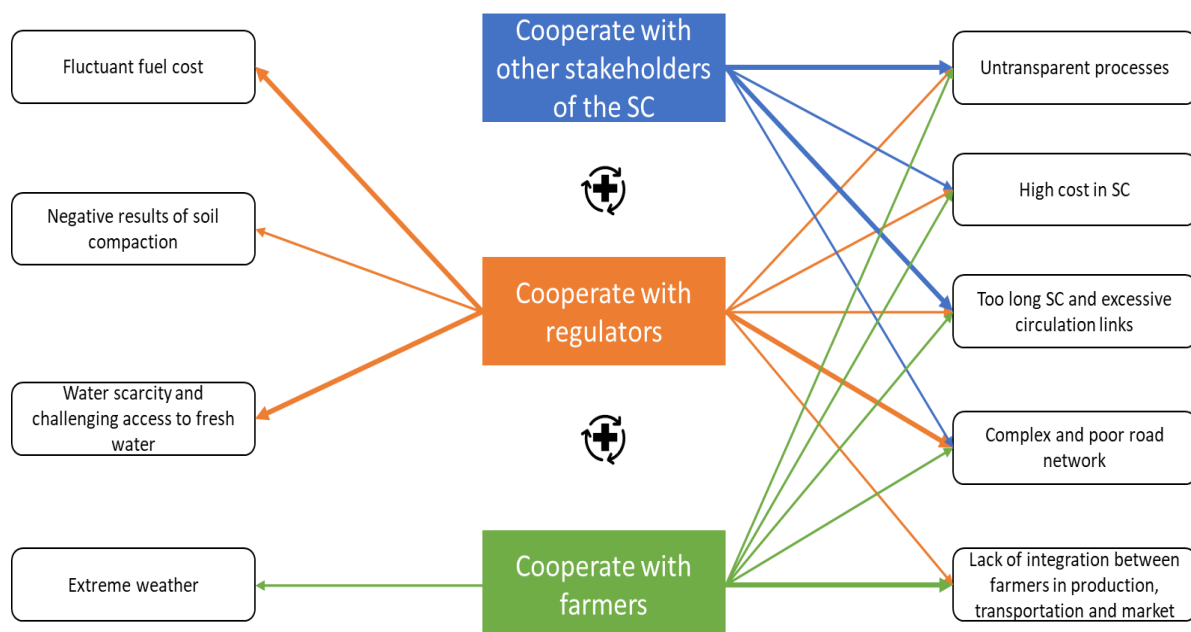 Fluctuant fuel cost
Negative results of soil
compaction
Water scarcity and
challenging access to fresh
water
Extreme weather
Cooperate with
other stakeholders
of the SC
Cooperate with
regulators
Cooperate with
farmers
Untransparent processes
High cost in SC
Too long SC and excessive
circulation links
Complex and poor road
network
Lack of integration between
farmers in production,
transportation and market